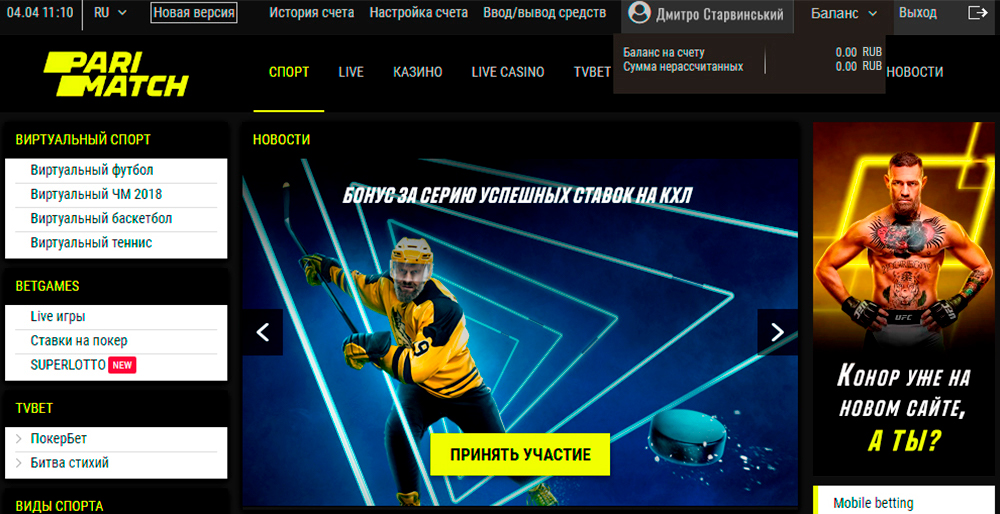 04.04 11:10
RU
Новая версия
История счета
Настройка счета
Ввод/вывод средств
Дмитро Старвинський
Баланс
Выход
PARI
MATCH
СПОРТ
LIVE
КАЗИНО
LIVE CASINO
TVBET
НОВОСТИ
Баланс на счету 0.00 RUB
Сумма нерассчитанных 0.00 RUB
ВИРТУАЛЬНЫЙ СПОРТ
Виртуальный футбол
Виртуальный ЧМ 2018
Виртуальный баскетбол
Виртуальный теннис
BETGAMES
Live игры
Ставки на покер
SUPERLOTTO NEW
TVBET
ПокерБет
Битва стихий
ВИДЫ СПОРТА
НОВОСТИ
БОНУС ЗА СЕРИЮ УСПЕШНЫХ СТАВОК НА КХЛ
9
ПРИНЯТЬ УЧАСТИЕ
UFC
Конор уже на
новом сайте,
а ты?
Mobile betting